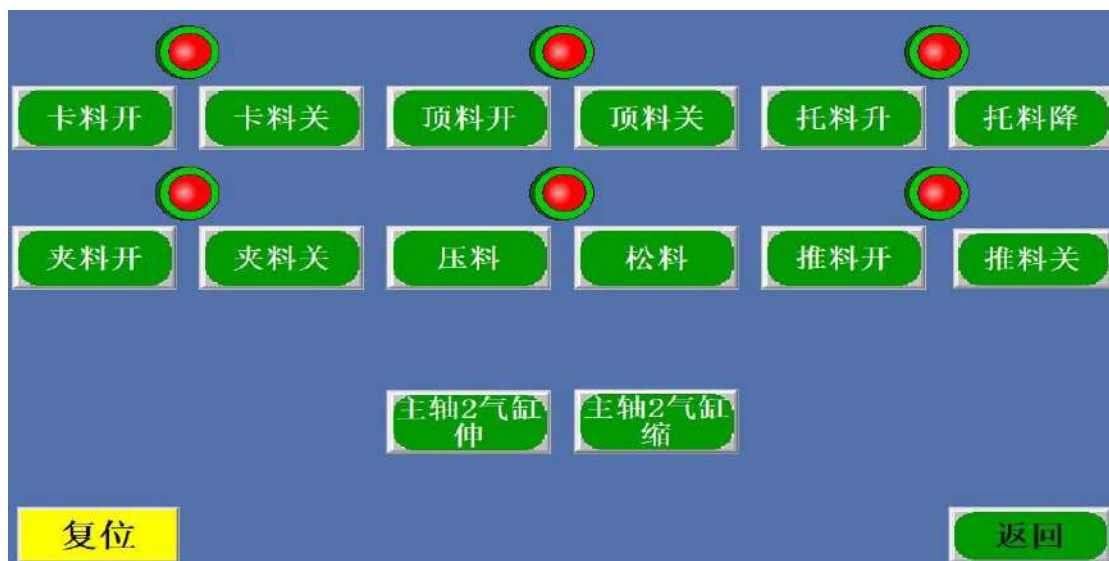 卡料开 卡料关 顶料开 顶料关 托料升 托料降
夹料开 夹料关 压料 松料 推料开 推料关
主轴2气缸伸 主轴2气缸缩
复位 返回